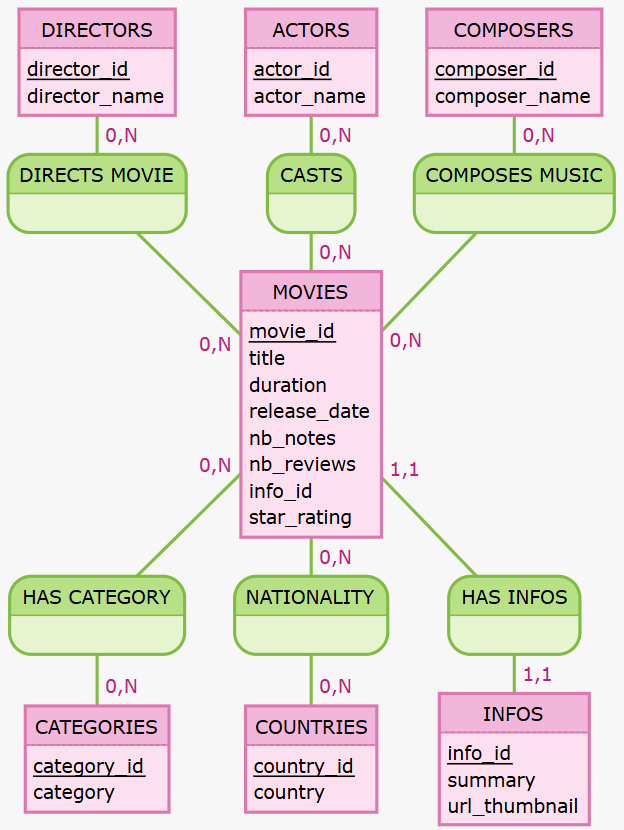 DIRECTORS
director_id
director_name
ACTORS
actor_id
actor_name
COMPOSERS
composer_id
composer_name
0,N
0,N
0,N
DIRECTS MOVIE
CASTS
COMPOSES MUSIC
0,N
0,N
0,N
MOVIES
movie_id
title
duration
release_date
nb_notes
nb_reviews
info_id
star_rating
0,N
1,1
0,N
HAS CATEGORY
NATIONALITY
HAS INFOS
0,N
0,N
1,1
CATEGORIES
category_id
category
COUNTRIES
country_id
country
INFOS
info_id
summary
url_thumbnail